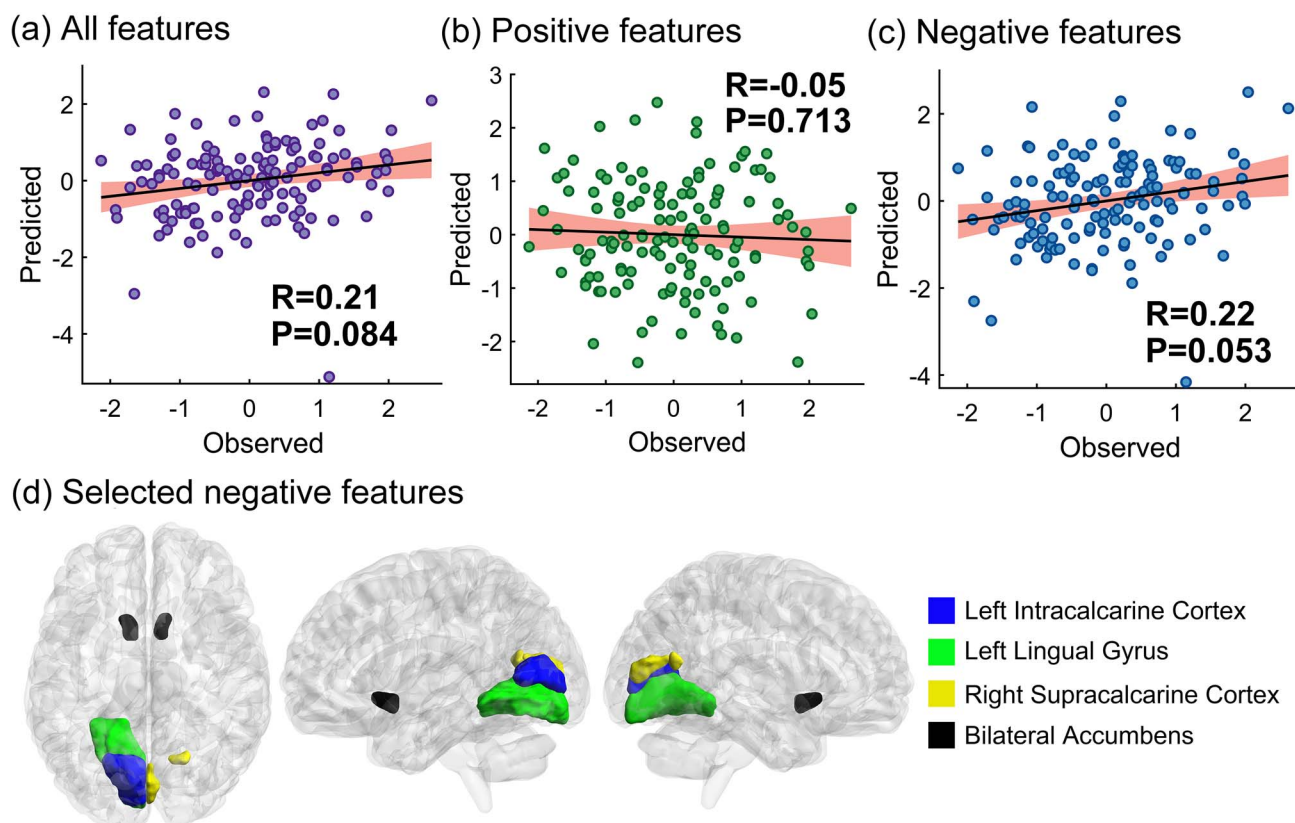 (a) All features
(b) Positive features
(c) Negative features
2
0
-2
-4
Predicted
R=0.21
P=0.084
-2 -1 0 1 2
Observed
3
2
1
0
-1
-2
Predicted
R=-0.05
P=0.713
-2 -1 0 1 2
Observed
2
0
-2
-4
Predicted
R=0.22
P=0.053
-2 -1 0 1 2
Observed
(d) Selected negative features
Left Intracalcarine Cortex
Left Lingual Gyrus
Right Supracalcarine Cortex
Bilateral Accumbens